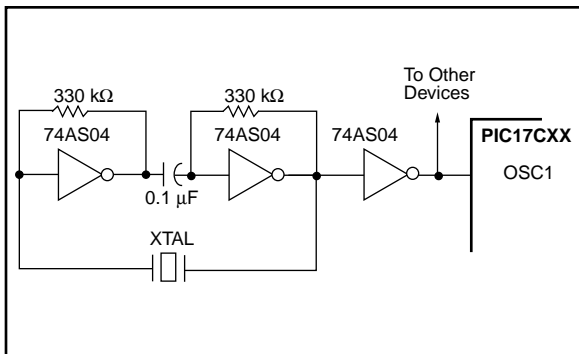 To Other
Devices
330 kΩ
330 kΩ
74AS04
74AS04
74AS04
PIC17CXX
OSC1
0.1 μF
XTAL